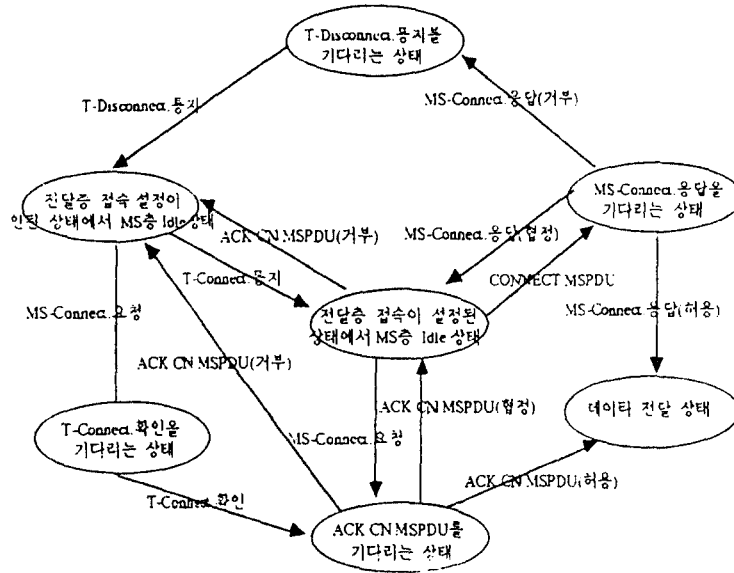 T-Disconnect.통지를
기다리는 상태
MS-Connect.응답(거부)
T-Disconnect.통지
전달층 접속 설정이
안된 상태에서 MS층 Idle상태
MS-Connect.응답을
기다리는 상태
ACK CN MSPDU(거부)
MS-Connect.응답(협정)
T-Connect.통지
CONNECT MSPDU
MS-Connect.요청
전달층 접속이 설정된
상태에서 MS층 Idle 상태
MS-Connect 응답(허용)
ACK CN MSPDU(거부)
ACK CN MSPDU(협정)
데이타 전달 상태
T-Connect.확인을
기다리는 상태
MS-Connect.요청
ACK CN MSPDU(허용)
T-Connect.확인
ACK CN MSPDU를
기다리는 상태